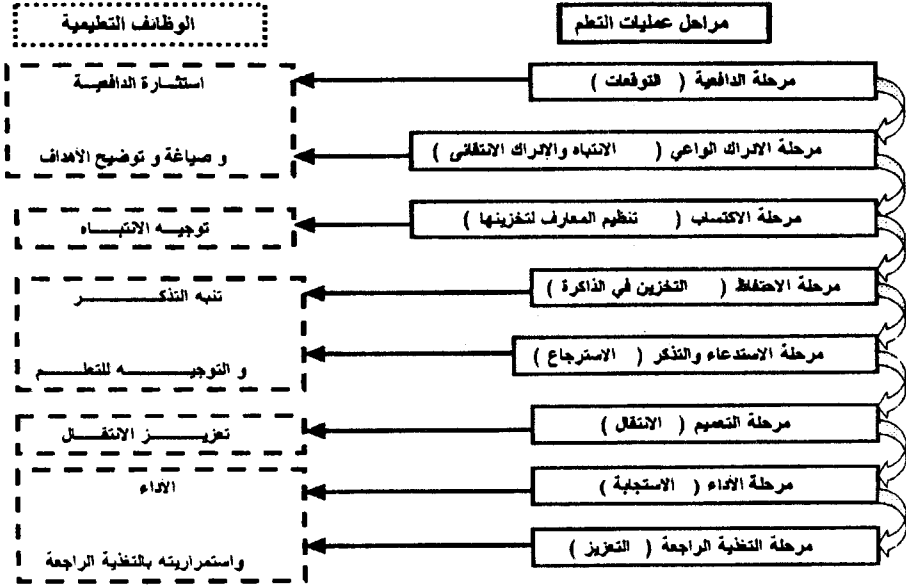 مراحل عمليات التعلم
الوظائف التعليمية
مرحلة الدافعية ( التوقعات )
استثارة الدافعية
مرحلة الادراك الواعي ( الانتباه والإدراك الانتقائى )
و صياغة و توضيح الأهداف
مرحلة الاكتساب ( تنظيم المعارف لتخزينها )
توجيه الانتباه
مرحلة الاحتفاظ ( التخزين في الذاكرة )
تنبه التذكر
مرحلة الاستدعاء والتذكر ( الاسترجاع )
و التوجيه للتعلم
مرحلة التعميم ( الانتقال )
تعزيز الانتقال
مرحلة الأداء ( الاستجابة )
الأداء
مرحلة التغذية الراجعة ( التعزيز )
واستمراريته بالتغذية الراجعة